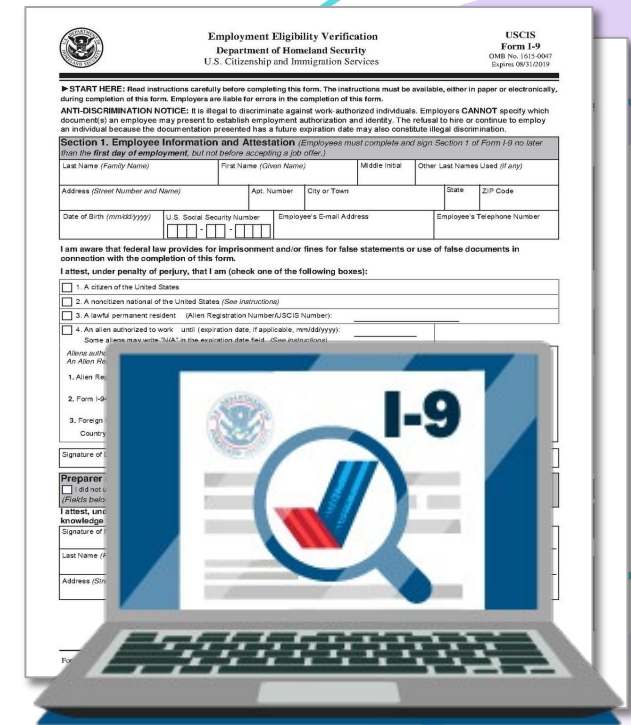 Employment Eligibility Verification
Department of Homeland Security
U.S. Citizenship and Immigration Services
USCIS
Form I-9
OMB No. 1615-0047
Expires 08/31/2019
►START HERE: Read instructions carefully before completing this form. The instructions must be available, either in paper or electronically,
during completion of this form. Employers are liable for errors in the completion of this form.
ANTI-DISCRIMINATION NOTICE: It is illegal to discriminate against work-authorized individuals. Employers CANNOT specify which
document(s) an employee may present to establish employment authorization and identity. The refusal to hire or continue to employ
an individual because the documentation presented has a future expiration date may also constitute illegal discrimination.
Section 1. Employee Information and Attestation (Employees must complete and sign Section 1 of Form I-9 no later
than the first day of employment, but not before accepting a job offer.)
Last Name (Family Name) First Name (Given Name) Middle Initial Other Last Names Used (if any)
Address (Street Number and Name) Apt. Number City or Town State ZIP Code
Date of Birth (mm/dd/yyyy) U.S. Social Security Number Employee's E-mail Address Employee's Telephone Number
- -
I am aware that federal law provides for imprisonment and/or fines for false statements or use of false documents in
connection with the completion of this form.
I attest, under penalty of perjury, that I am (check one of the following boxes):
1. A citizen of the United States
2. A noncitizen national of the United States (See instructions)
3. A lawful permanent resident (Alien Registration Number/USCIS Number):
4. An alien authorized to work until (expiration date, if applicable, mm/dd/yyyy):
Some aliens may write "N/A" in the expiration date field. (See instructions)
Aliens autho
An Alien Re
1. Alien Reg
2. Form I-94
3. Foreign
Country
Signature of
Preparer
I did not u
(Fields belo
I attest, und
knowledge
Signature of
Last Name (F
Address (Str
Fo
I-9